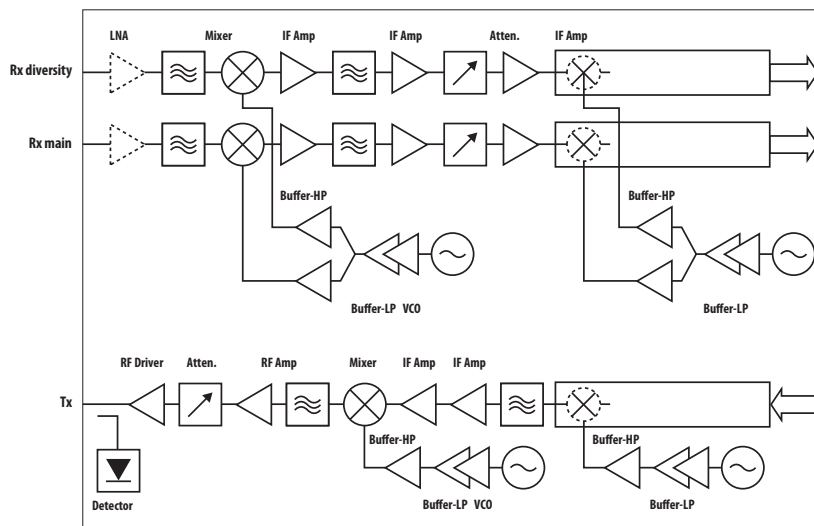 LNA Mixer IF Amp IF Amp Atten. IF Amp
Rx diversity
Rx main
Buffer-HP Buffer-HP
Buffer-LP VCO Buffer-LP
RF Driver Atten. RF Amp Mixer IF Amp IF Amp
Tx
Buffer-HP Buffer-HP
Detector Buffer-LP VCO Buffer-LP